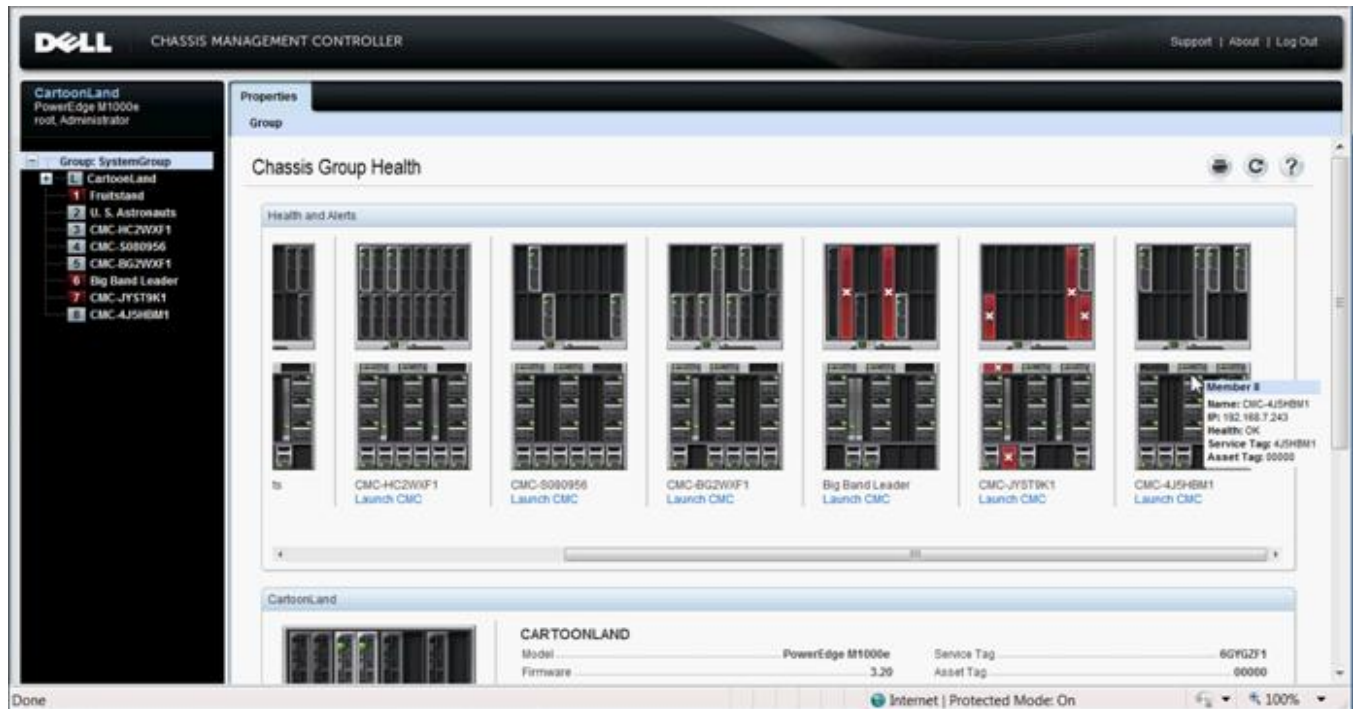 DELL CHASSIS MANAGEMENT CONTROLLER Support | About | Log Out
CartoonLand
PowerEdge M1000e
root, Administrator
Properties
Group
Group: SystemGroup
L CartooeLand
1 Fruitstand
2 U. S. Astronauts
3 CMC-HC2WXF1
4 CMC-S080956
5 CMC-BG2WXF1
6 Big Band Leader
7 CMC-JYST9K1
8 CMC-4J5HBM1
Chassis Group Health ?
Health and Alerts
Member 8
Name: CMC-4J5HBM1
IP: 192.168.7.243
Health: OK
Service Tag: 4J5HBM1
Asset Tag: 00000
ts CMC-HC2WXF1 CMC-S080956 CMC-BG2WXF1 Big Band Leader CMC-JYST9K1 CMC-4J5HBM1
Launch CMC Launch CMC Launch CMC Launch CMC Launch CMC Launch CMC
CartoonLand
CARTOONLAND
Model PowerEdge M1000e Service Tag 6GYGZF1
Firmware 3.20 Asset Tag 00000
Done Internet | Protected Mode: On 100%